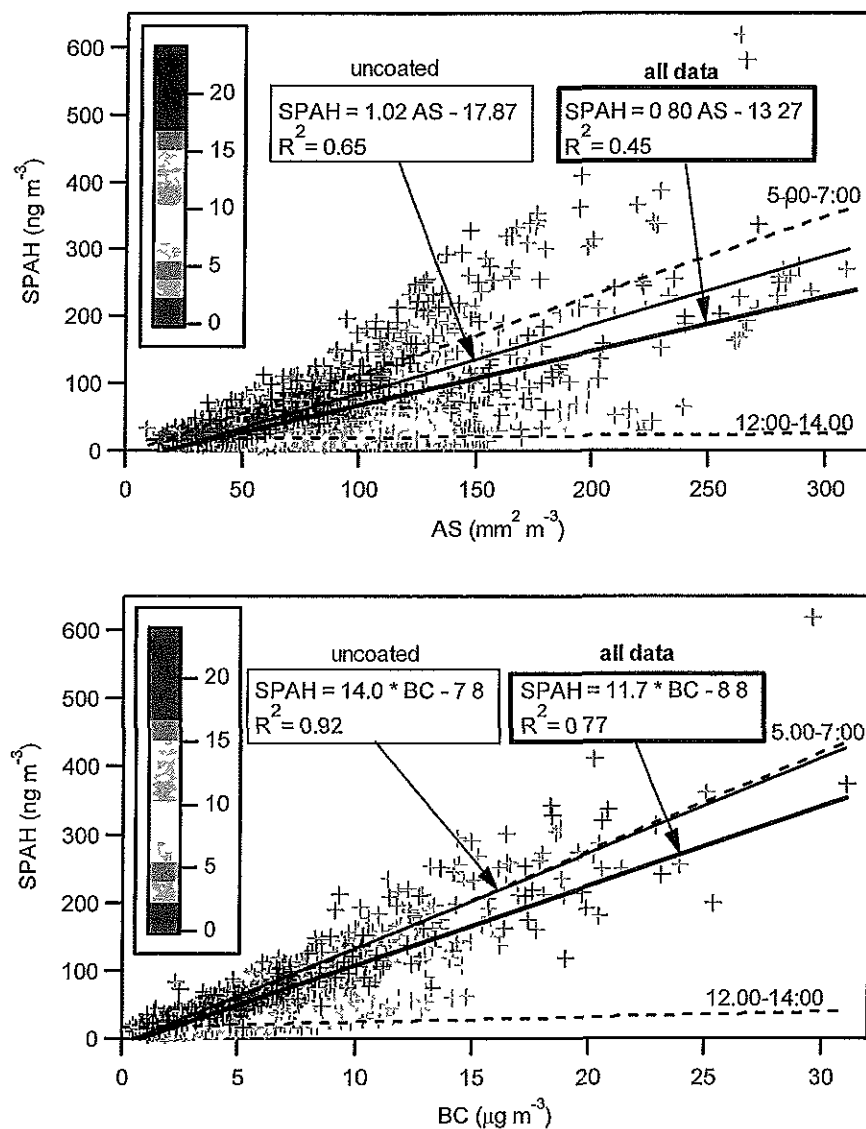 600
500
400
300
200
100
0
SPAH (ng m-3)
20
15
10
5
0
uncoated
SPAH = 1.02 AS - 17.87
R2 = 0.65
all data
SPAH = 0 80 AS - 13 27
R2 = 0.45
5.00-7:00
12:00-14.00
0 50 100 150 200 250 300
AS (mm2 m-3)
600
500
400
300
200
100
0
SPAH (ng m-3)
20
15
10
5
0
uncoated
SPAH = 14.0 * BC - 7 8
R2 = 0.92
all data
SPAH = 11.7 * BC - 8 8
R2 = 0 77
5.00-7:00
12.00-14:00
0 5 10 15 20 25 30
BC (μg m-3)